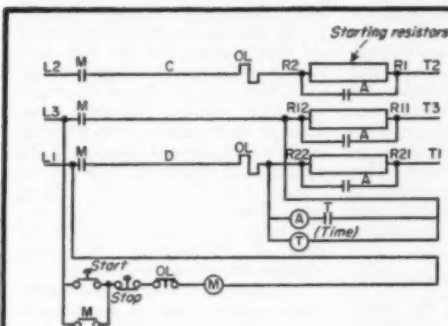 Starting resistors
L2 M C OL R2 R1 T2
A
L3 M R12 R11 T3
A
L1 M D OL R22 R21 T1
A
A T
(Time)
T
Start OL
M
Stop
M